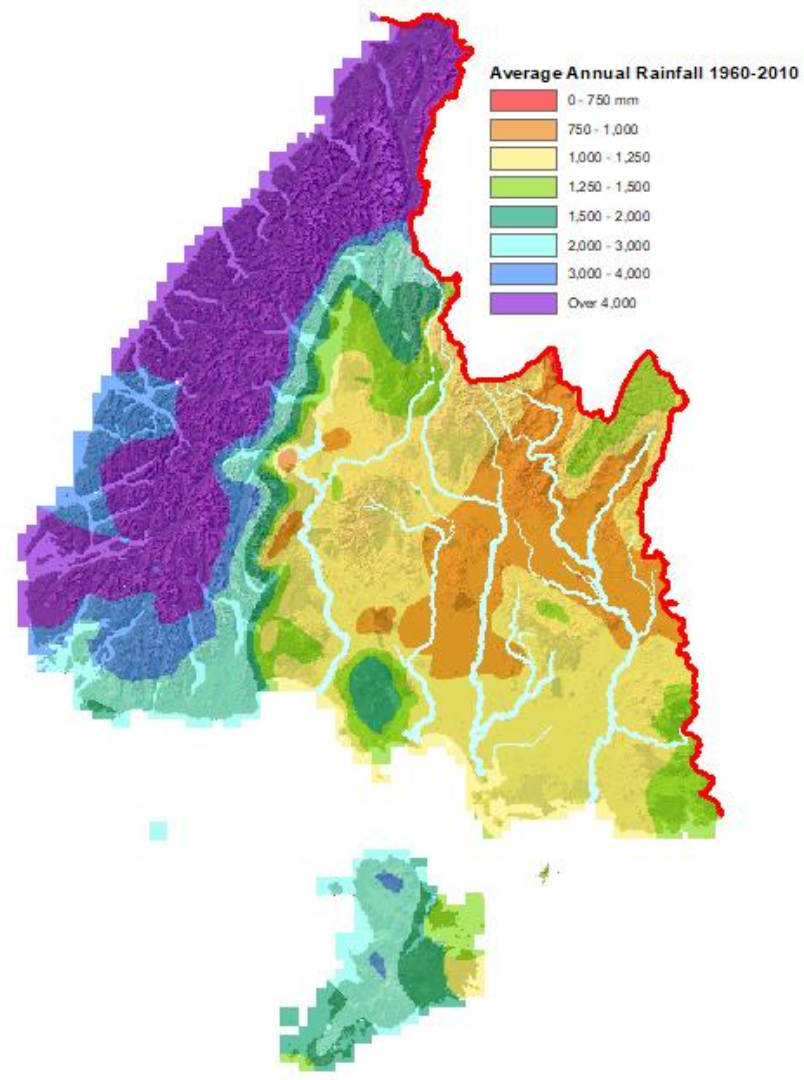 Average Annual Rainfall 1960-2010
0 - 750 mm
750 - 1,000
1,000 - 1,250
1,250 - 1,500
1,500 - 2,000
2,000 - 3,000
3,000 - 4,000
Over 4,000